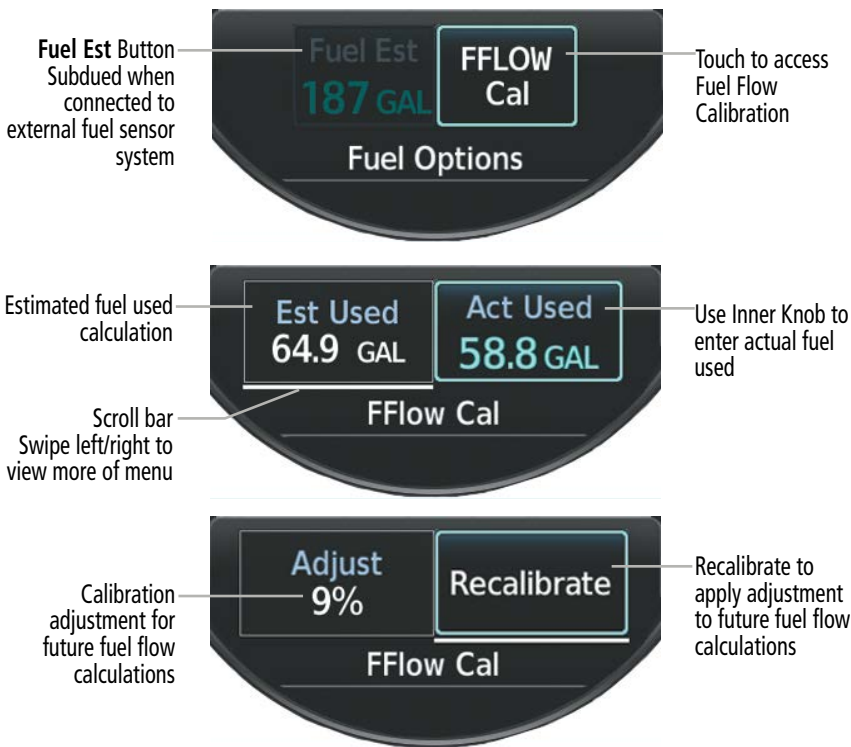 Fuel Est Button
Subdued when
connected to
external fuel sensor
system
Fuel Est
187 GAL
FFLOW
Cal
Fuel Options
Touch to access
Fuel Flow
Calibration
Estimated fuel used
calculation
Scroll bar
Swipe left/right to
view more of menu
Est Used
64.9 GAL
Act Used
58.8 GAL
FFlow Cal
Use Inner Knob to
enter actual fuel
used
Calibration
adjustment for
future fuel flow
calculations
Adjust
9%
Recalibrate
FFlow Cal
Recalibrate to
apply adjustment
to future fuel flow
calculations